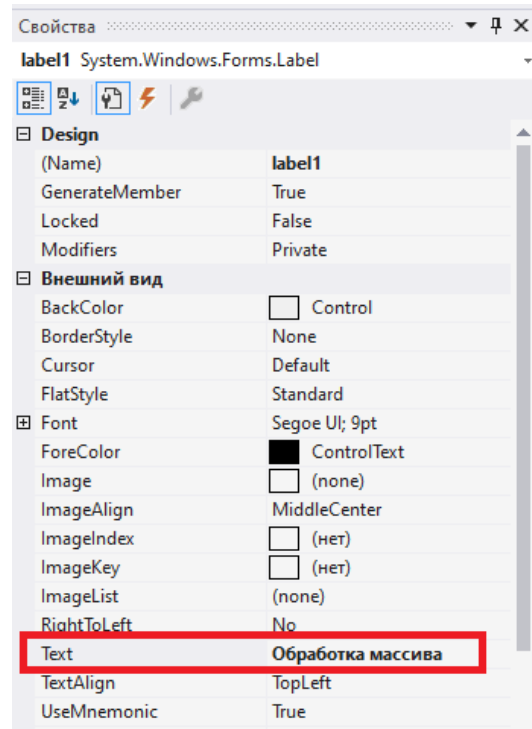 Свойства
label1 System.Windows.Forms.Label
Design
(Name) label1
GenerateMember True
Locked False
Modifiers Private
Внешний вид
BackColor Control
BorderStyle None
Cursor Default
FlatStyle Standard
Font Segoe UI; 9pt
ForeColor ControlText
Image (none)
ImageAlign MiddleCenter
ImageIndex (нет)
ImageKey (нет)
ImageList (none)
RightToLeft No
Text Обработка массива
TextAlign TopLeft
UseMnemonic True